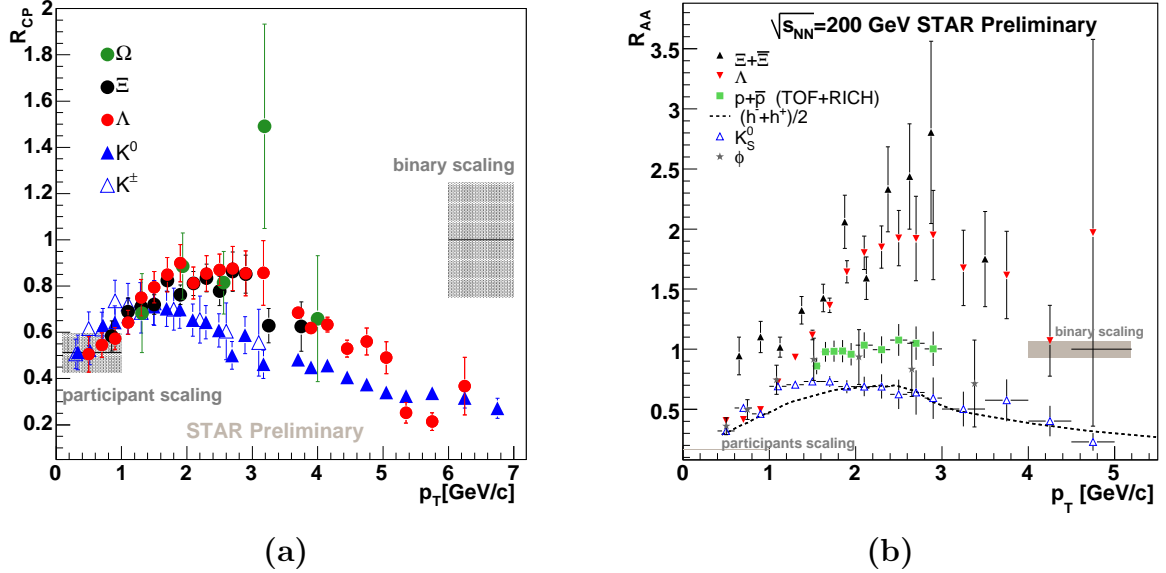 R_CP
2
1.8
1.6
1.4
1.2
1
0.8
0.6
0.4
0.2
Ω
Ξ
Λ
K^0
K^±
binary scaling
participant scaling
STAR Preliminary
0 1 2 3 4 5 6 7
p_T[GeV/c]
(a)
R_AA
√s_NN=200 GeV STAR Preliminary
3.5
3
2.5
2
1.5
1
0.5
Ξ+Ξ̅
Λ
p+p̅ (TOF+RICH)
(h^-+h^+)/2
K^0_S
ϕ
binary scaling
participants scaling
0 1 2 3 4 5
p_T [GeV/c]
(b)